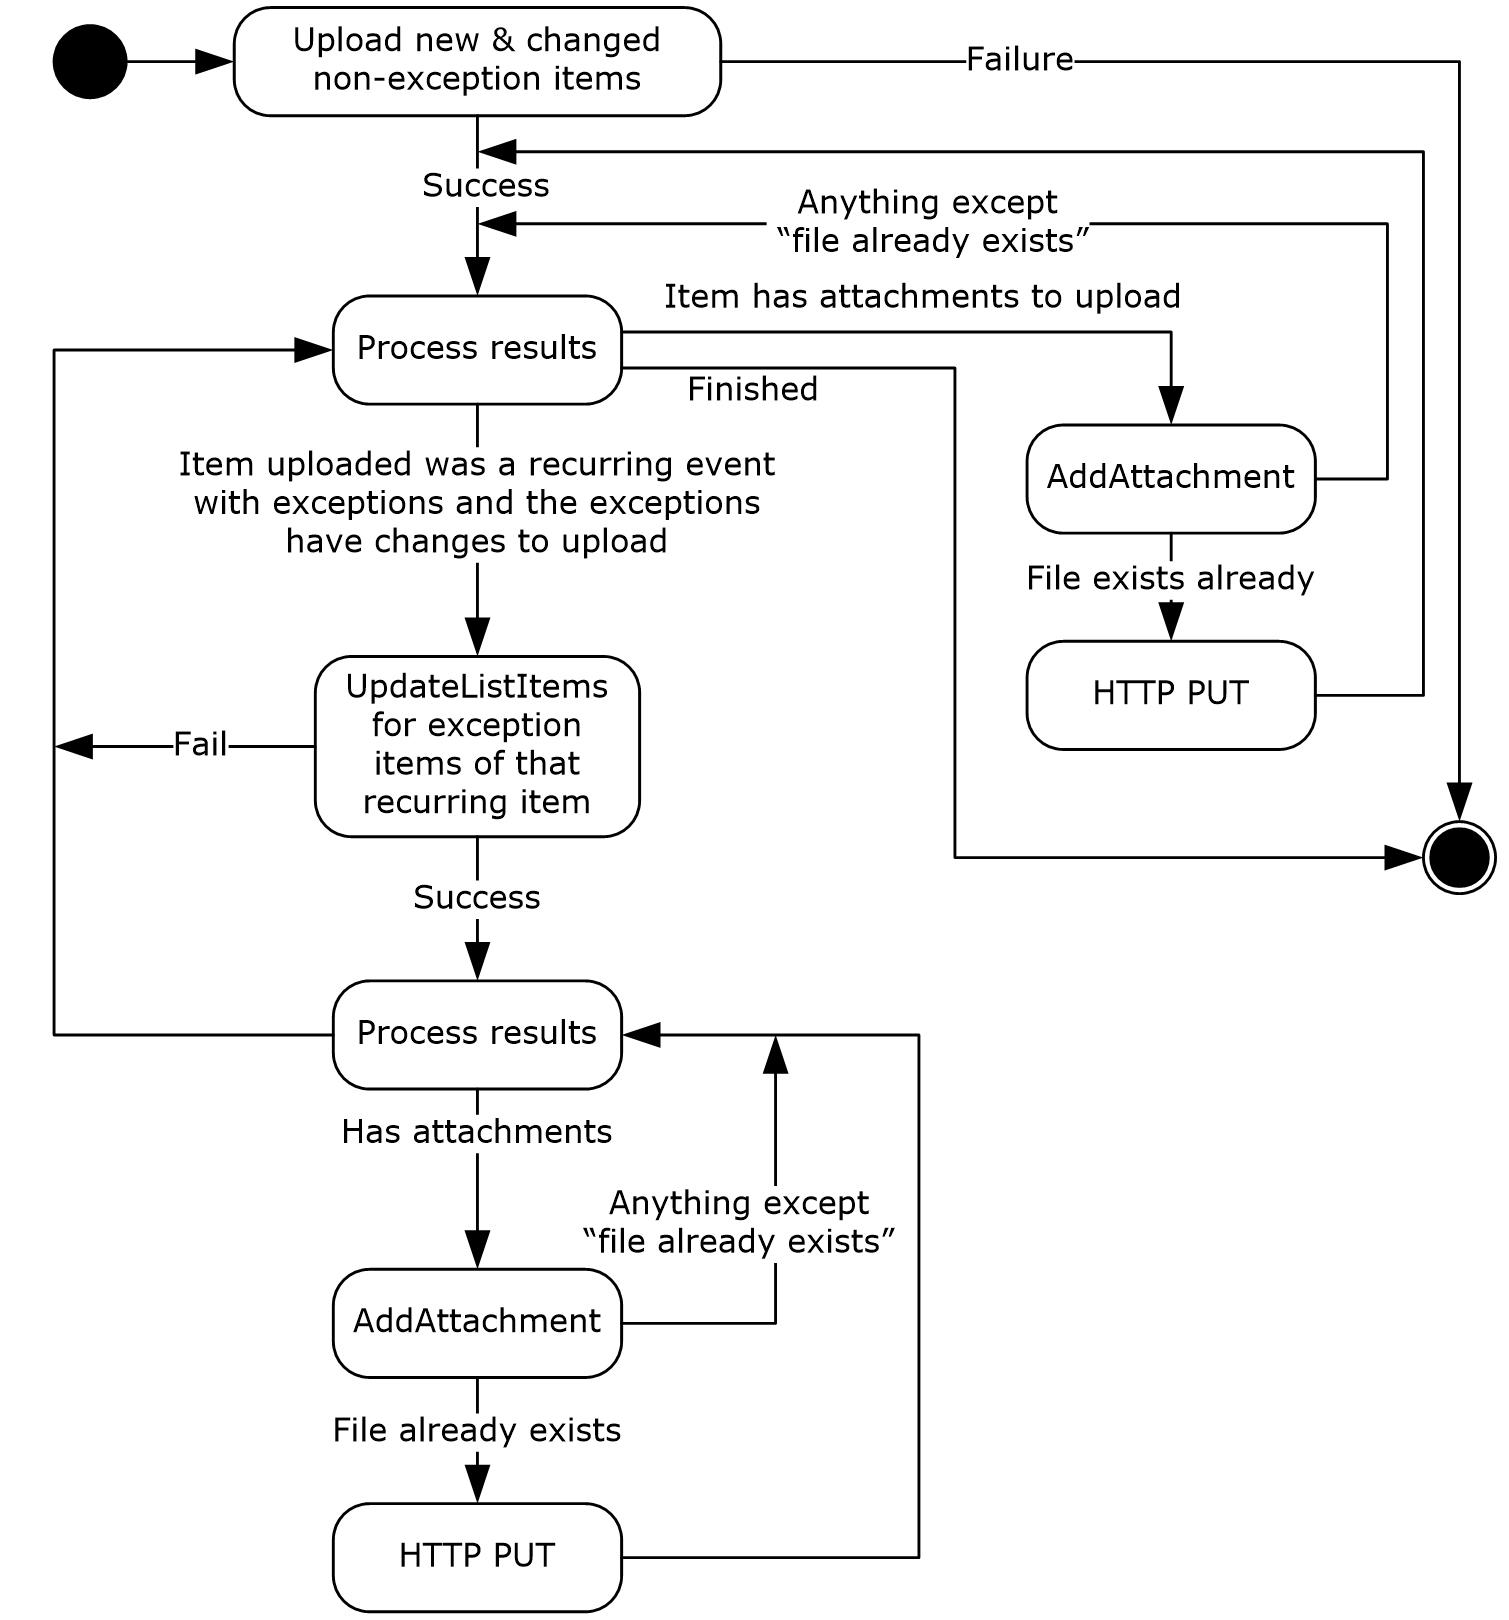 Upload new & changed
non-exception items
Failure
Success
Anything except
“file already exists”
Item has attachments to upload
Process results
Finished
Item uploaded was a recurring event
with exceptions and the exceptions
have changes to upload
AddAttachment
File exists already
HTTP PUT
UpdateListItems
for exception
items of that
recurring item
Fail
Success
Process results
Has attachments
Anything except
“file already exists”
AddAttachment
File already exists
HTTP PUT